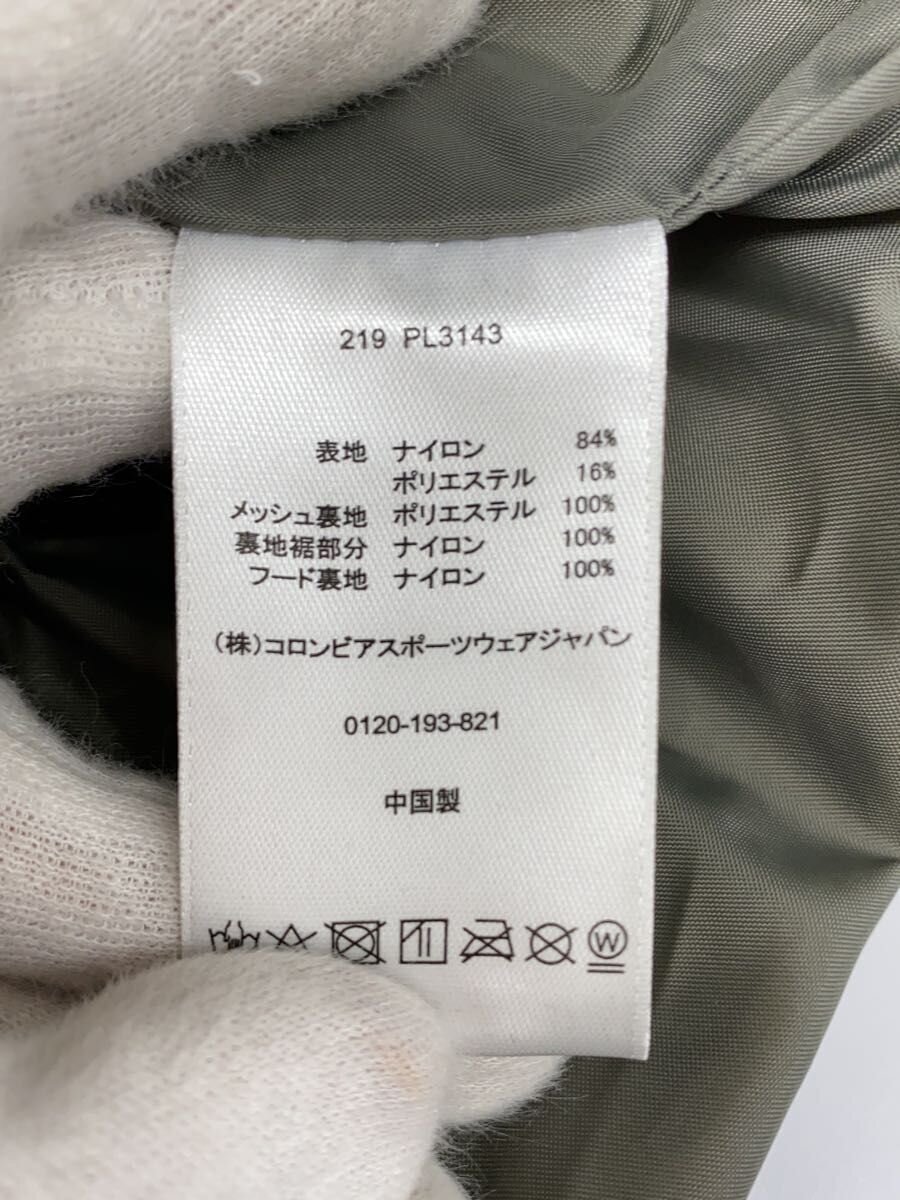 219 PL3143
表地 ナイロン 84%
ポリエステル 16%
メッシュ裏地 ポリエステル 100%
裏地裾部分 ナイロン 100%
フード裏地 ナイロン 100%
(株)コロンビアスポーツウェアジャパン
0120-193-821
中国製
W